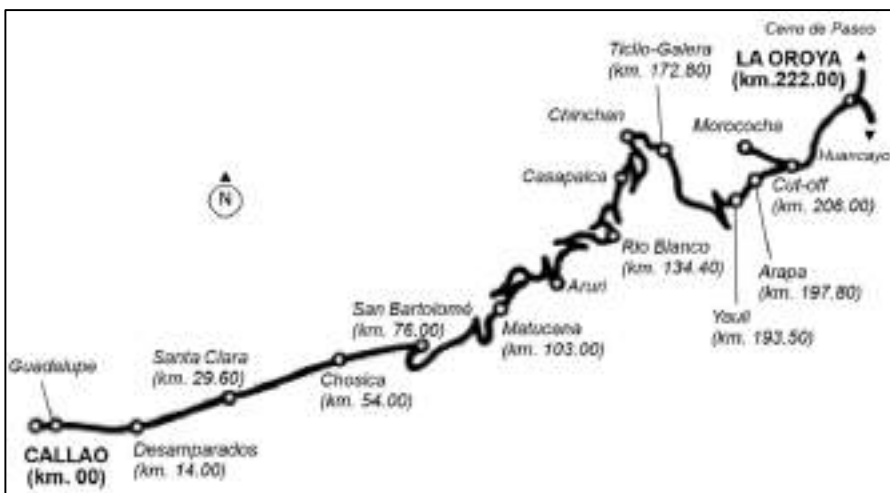 Cerro de Pasco
LA OROYA
(km.222.00)
Ticlio-Galera
(km. 172.80)
Chinchan
Morococha
Huancayo
Casapalca
Cut-off
(km. 206.00)
N
Rio Blanco
(km. 134.40)
Arapa
(km. 197.80)
Aruri
San Bartolomé
(km. 76.00)
Yauli
(km. 193.50)
Matucana
(km. 103.00)
Santa Clara
(km. 29.60)
Guadalupe
Chosica
(km. 54.00)
CALLAO
(km. 00)
Desamparados
(km. 14.00)